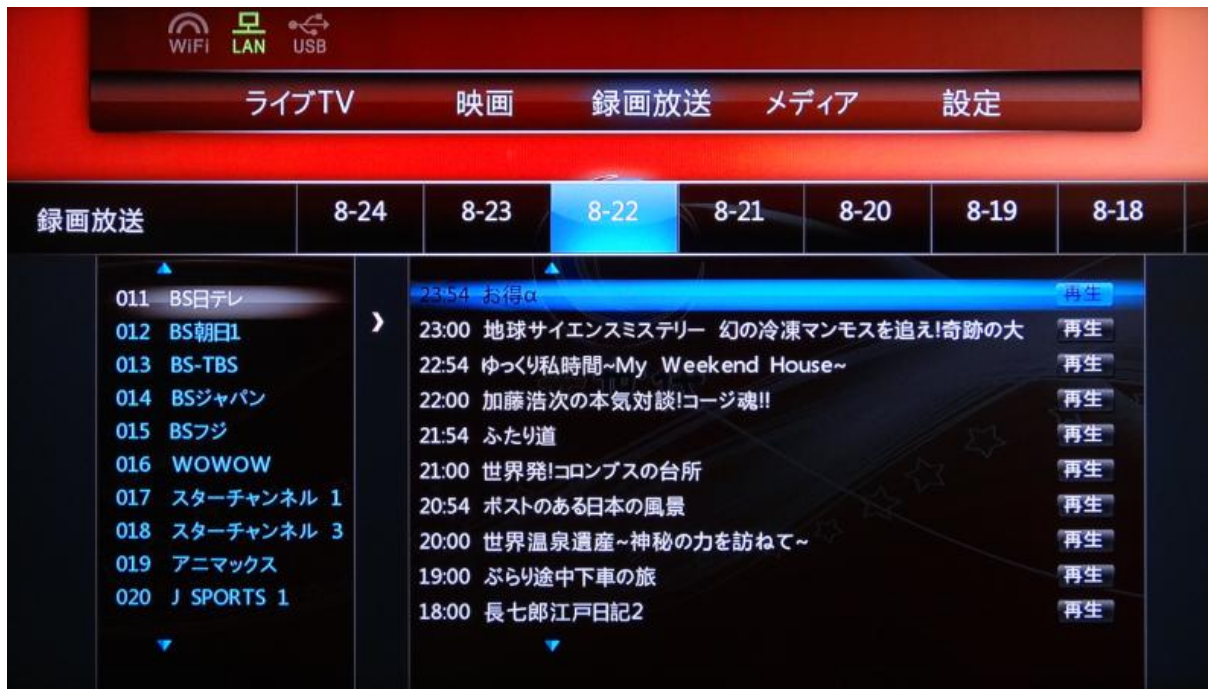 WiFi LAN USB
ライブTV 映画 録画放送 メディア 設定
録画放送 8-24 8-23 8-22 8-21 8-20 8-19 8-18
011 BS日テレ
012 BS朝日1
013 BS-TBS
014 BSジャパン
015 BSフジ
016 WOWOW
017 スターチャンネル 1
018 スターチャンネル 3
019 アニマックス
020 J SPORTS 1
23:54 お得α 再生
23:00 地球サイエンスミステリー 幻の冷凍マンモスを追え!奇跡の大 再生
22:54 ゆっくり私時間~My Weekend House~ 再生
22:00 加藤浩次の本気対談!コージ魂!! 再生
21:54 ふたり道 再生
21:00 世界発!コロンブスの台所 再生
20:54 ポストのある日本の風景 再生
20:00 世界温泉遺産~神秘の力を訪ねて~ 再生
19:00 ぶらり途中下車の旅 再生
18:00 長七郎江戸日記2 再生